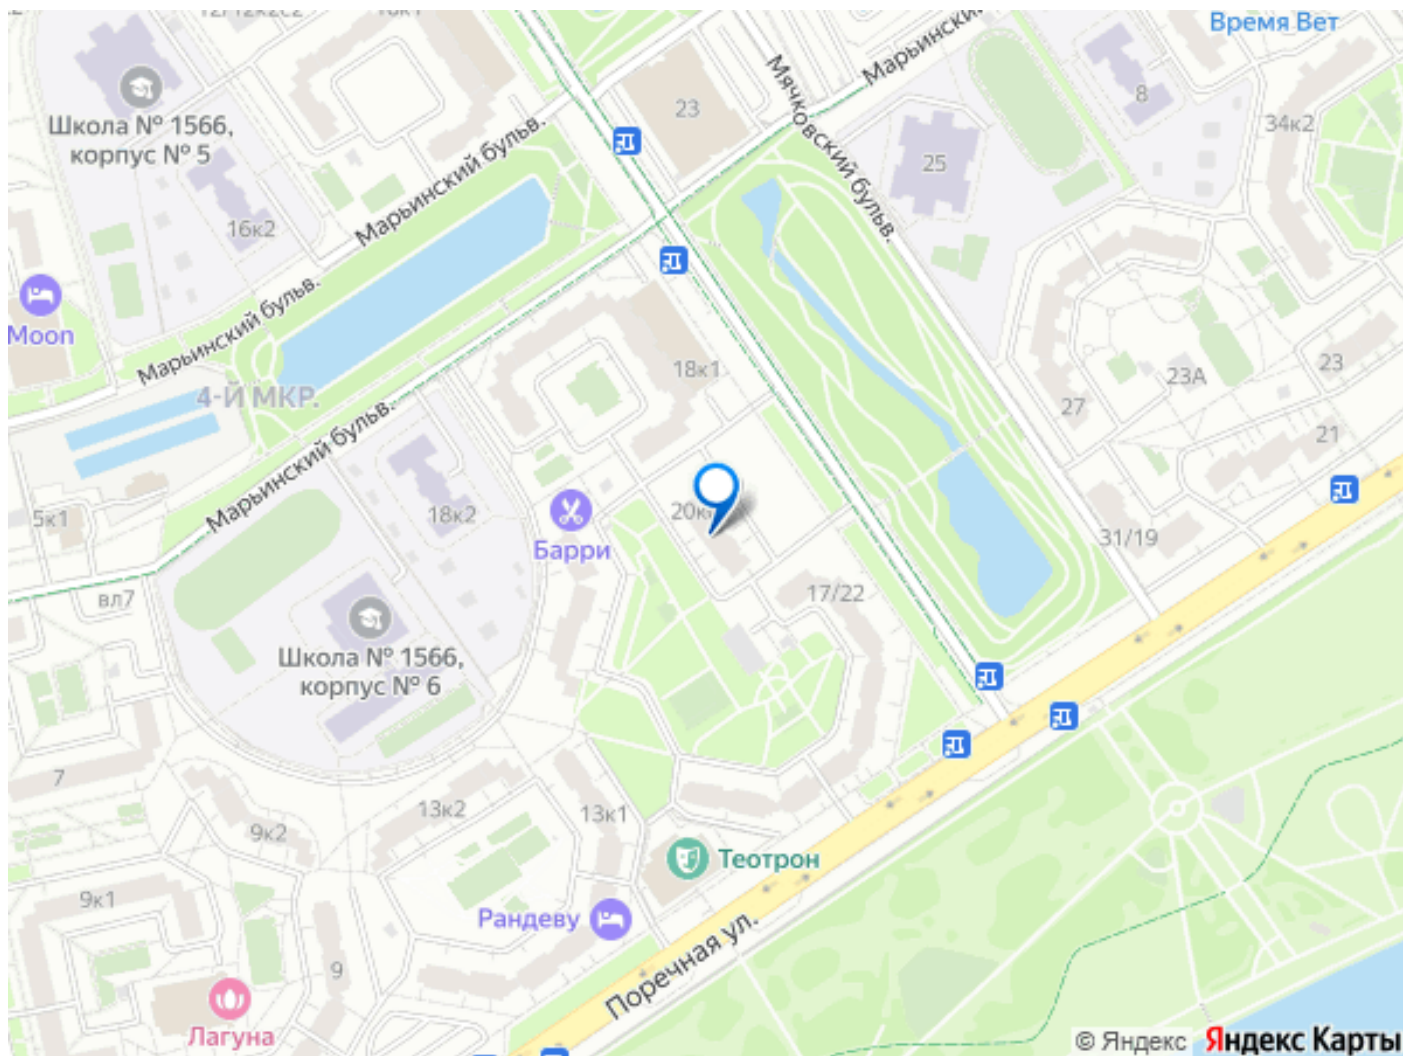 Время Вет
Марьинский
Мячковский бульв.
23
8
34к2
Школа № 1566,
корпус № 5
25
Марьинский бульв.
16к2
Moon
Марьинский бульв.
18к1
23
23А
4-Й МКР.
27
21
Марьинский бульв.
18к2
5к1
Барри
31/19
17/22
вл7
Школа № 1566,
корпус № 6
7
13к2
13к1
9к2
Теотрон
9к1
Рандеву
Поречная ул.
9
Лагуна
© Яндекс Яндекс Карты